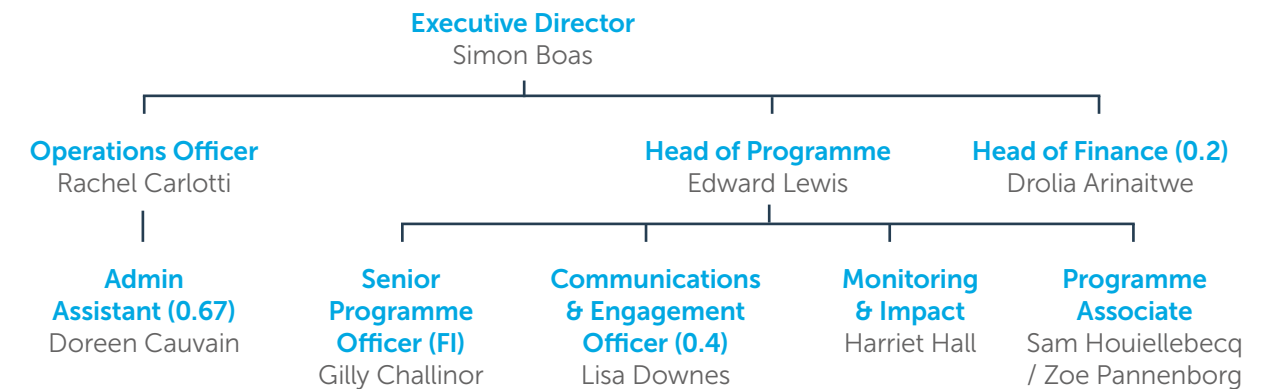 Executive Director
Simon Boas
Operations Officer
Rachel Carlotti
Head of Programme
Edward Lewis
Head of Finance (0.2)
Drolia Arinaitwe
Admin
Assistant (0.67)
Doreen Cauvain
Senior
Programme
Officer (FI)
Gilly Challinor
Communications
& Engagement
Officer (0.4)
Lisa Downes
Monitoring
& Impact
Harriet Hall
Programme
Associate
Sam Houiellebecq
/ Zoe Pannenborg